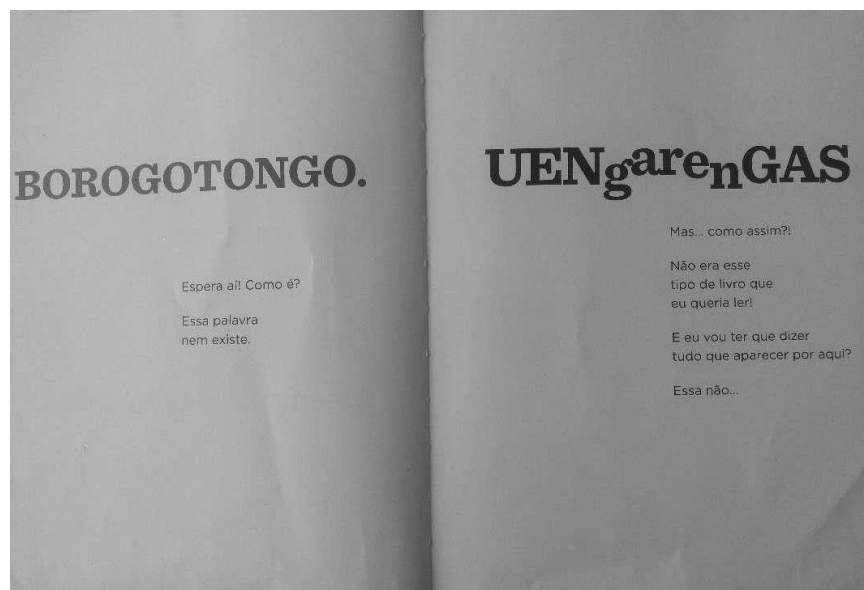 BOROGOTONGO.
Espera aí! Como é?
Essa palavra
nem existe.
UENgarenGAS
Mas... como assim?!
Não era esse
tipo de livro que
eu queria ler!
E eu vou ter que dizer
tudo que aparecer por aqui?
Essa não...